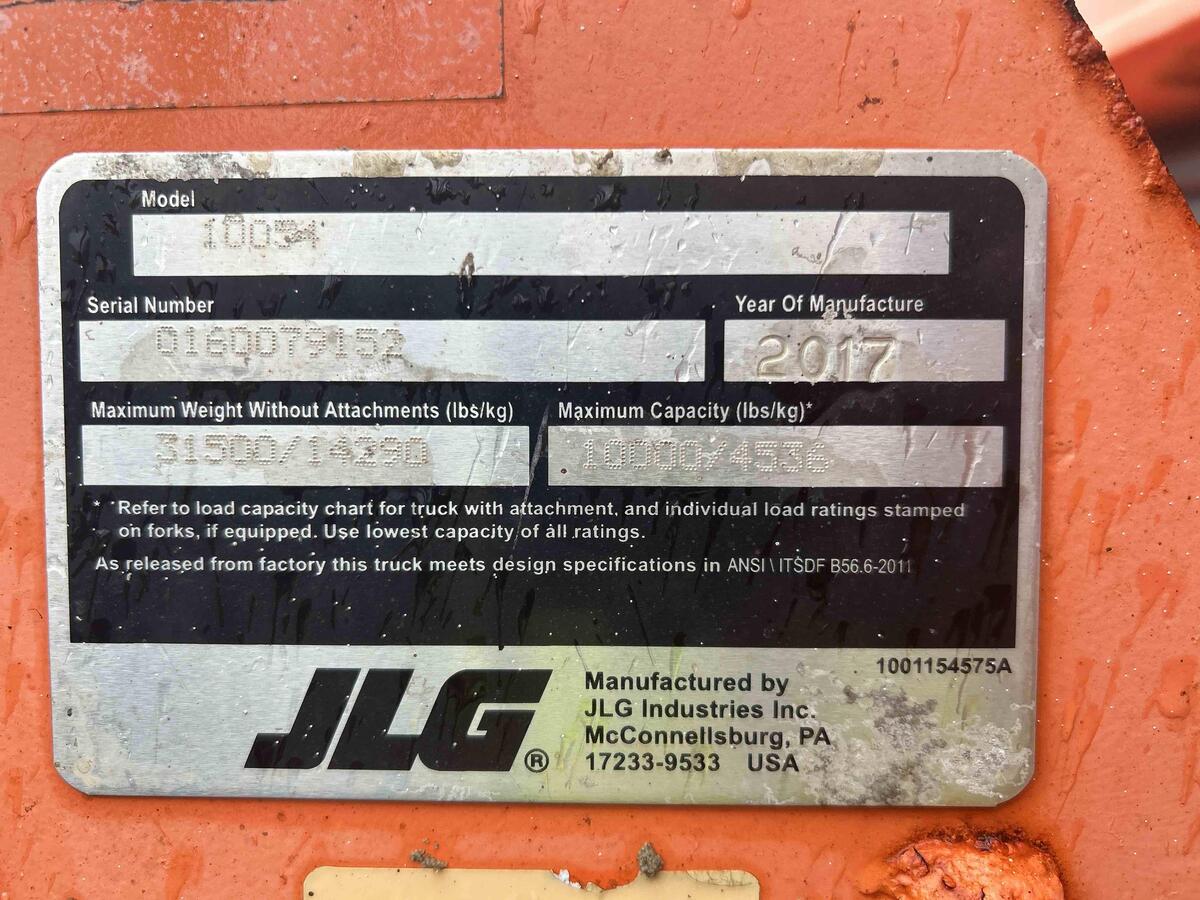 Model
10054
Serial Number
Year Of Manufacture
0160079152
2017
Maximum Weight Without Attachments (lbs/kg)
Maximum Capacity (lbs/kg)*
31500/14290
10000/4536
* Refer to load capacity chart for truck with attachment, and individual load ratings stamped
on forks, if equipped. Use lowest capacity of all ratings.
As released from factory this truck meets design specifications in ANSI \ ITSDF B56.6-2011
1001154575A
JLG®
Manufactured by
JLG Industries Inc.
McConnellsburg, PA
17233-9533 USA